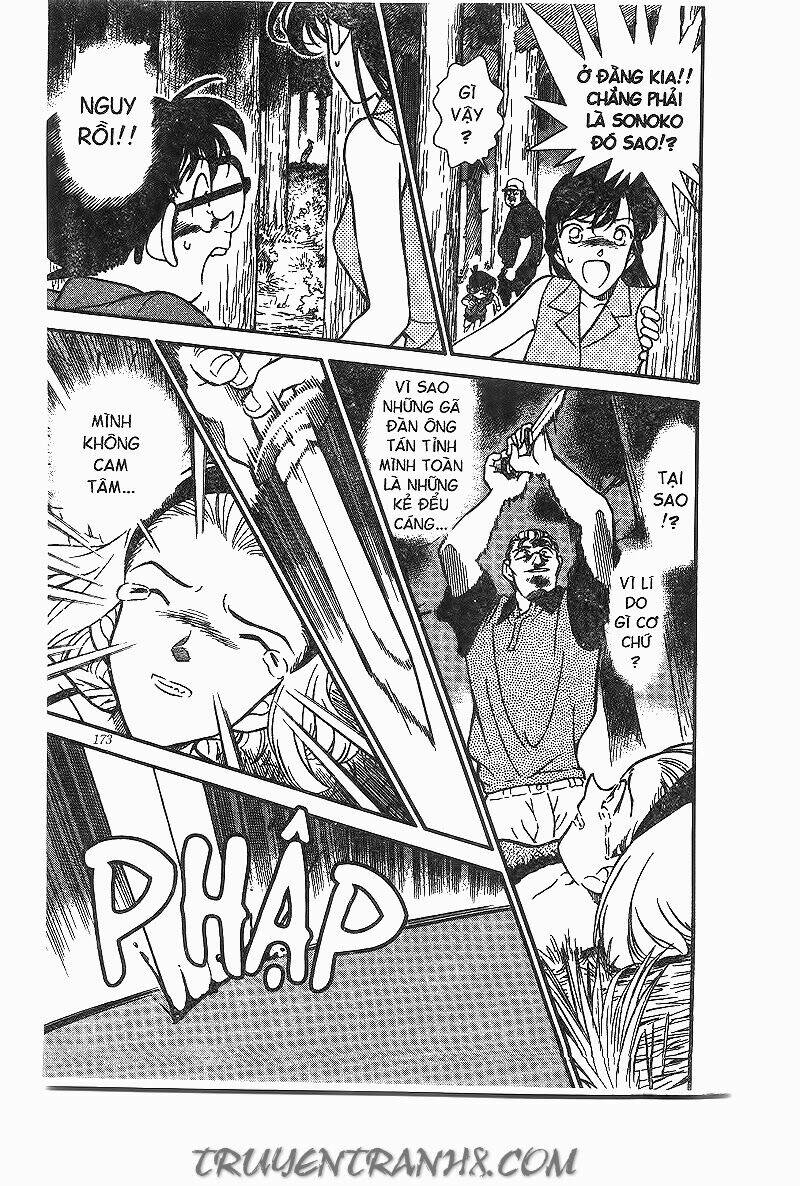 Ở ĐẰNG KIA!!
CHẲNG PHẢI
LÀ SONOKO
ĐÓ SAO!?
GÌ
VẬY
?
NGUY
RỒI!!
TẠI
SAO
!?
VÌ LÍ
DO
GÌ CƠ
CHỨ
?
VÌ SAO
NHỮNG GÃ
ĐÀN ÔNG
TÁN TỈNH
MÌNH TOÀN
LÀ NHỮNG
KẺ ĐỂU
CÁNG...
MÌNH
KHÔNG
CAM
TÂM...
173
PHẬP
TRUYENTRANH8.COM